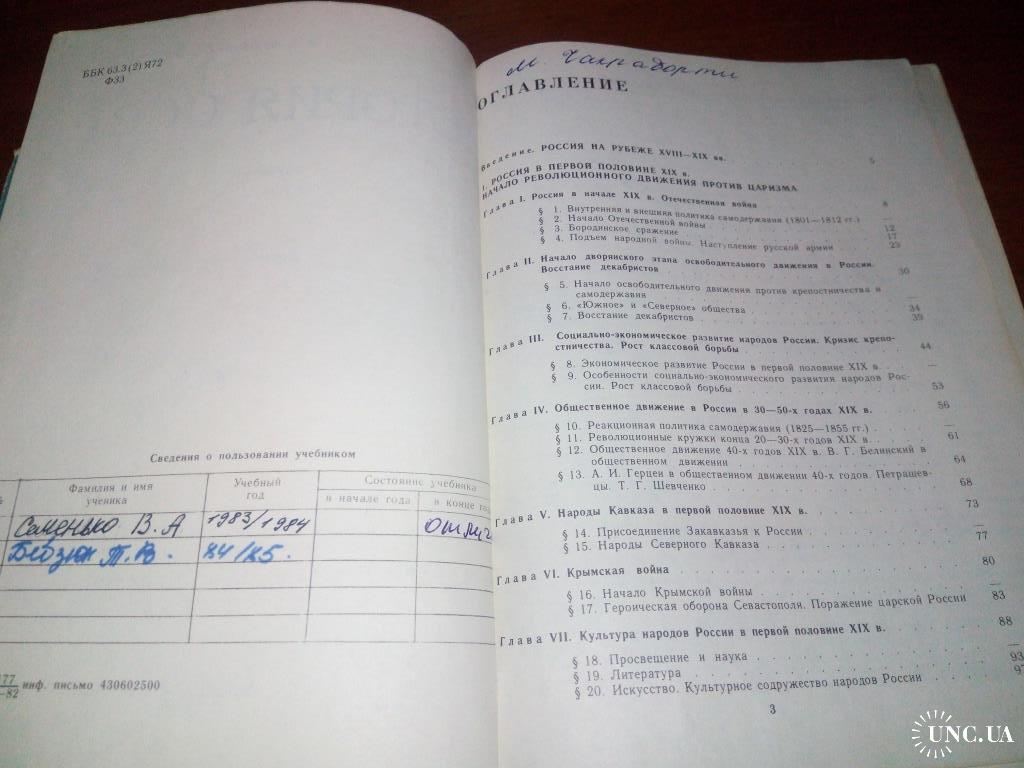 ББК 63.3(2)Я72
Ф33
Сведения о пользовании учебником
Фамилия и имя ученика
Учебный год
Состояние учебника
в начале года
в конце год
В. А
1983/1984
Т. В.
84/85.
77
-82
инф. письмо 430602500
М.
ОГЛАВЛЕНИЕ
Введение. РОССИЯ НА РУБЕЖЕ XVIII—XIX вв. 5
I. РОССИЯ В ПЕРВОЙ ПОЛОВИНЕ XIX в.
НАЧАЛО РЕВОЛЮЦИОННОГО ДВИЖЕНИЯ ПРОТИВ ЦАРИЗМА
Глава I. Россия в начале XIX в. Отечественная война 8
§ 1. Внутренняя и внешняя политика самодержавия (1801—1812 гг.) —
§ 2. Начало Отечественной войны 12
§ 3. Бородинское сражение 17
§ 4. Подъем народной войны. Наступление русской армии 23
Глава II. Начало дворянского этапа освободительного движения в России.
Восстание декабристов 30
§ 5. Начало освободительного движения против крепостничества и
самодержавия —
§ 6. «Южное» и «Северное» общества 34
§ 7. Восстание декабристов 39
Глава III. Социально-экономическое развитие народов России. Кризис крепо-
стничества. Рост классовой борьбы 44
§ 8. Экономическое развитие России в первой половине XIX в. —
§ 9. Особенности социально-экономического развития народов Рос-
сии. Рост классовой борьбы 53
Глава IV. Общественное движение в России в 30—50-х годах XIX в. 56
§ 10. Реакционная политика самодержавия (1825—1855 гг.) —
§ 11. Революционные кружки конца 20—30-х годов XIX в. 61
§ 12. Общественное движение 40-х годов XIX в. В. Г. Белинский в
общественном движении 64
§ 13. А. И. Герцен в общественном движении 40-х годов. Петраше-
вцы. Т. Г. Шевченко 68
Глава V. Народы Кавказа в первой половине XIX в. 73
§ 14. Присоединение Закавказья к России —
§ 15. Народы Северного Кавказа 77
Глава VI. Крымская война 80
§ 16. Начало Крымской войны —
§ 17. Героическая оборона Севастополя. Поражение царской России 83
Глава VII. Культура народов России в первой половине XIX в. 88
§ 18. Просвещение и наука —
§ 19. Литература 93
§ 20. Искусство. Культурное содружество народов России
3
UNC.UA